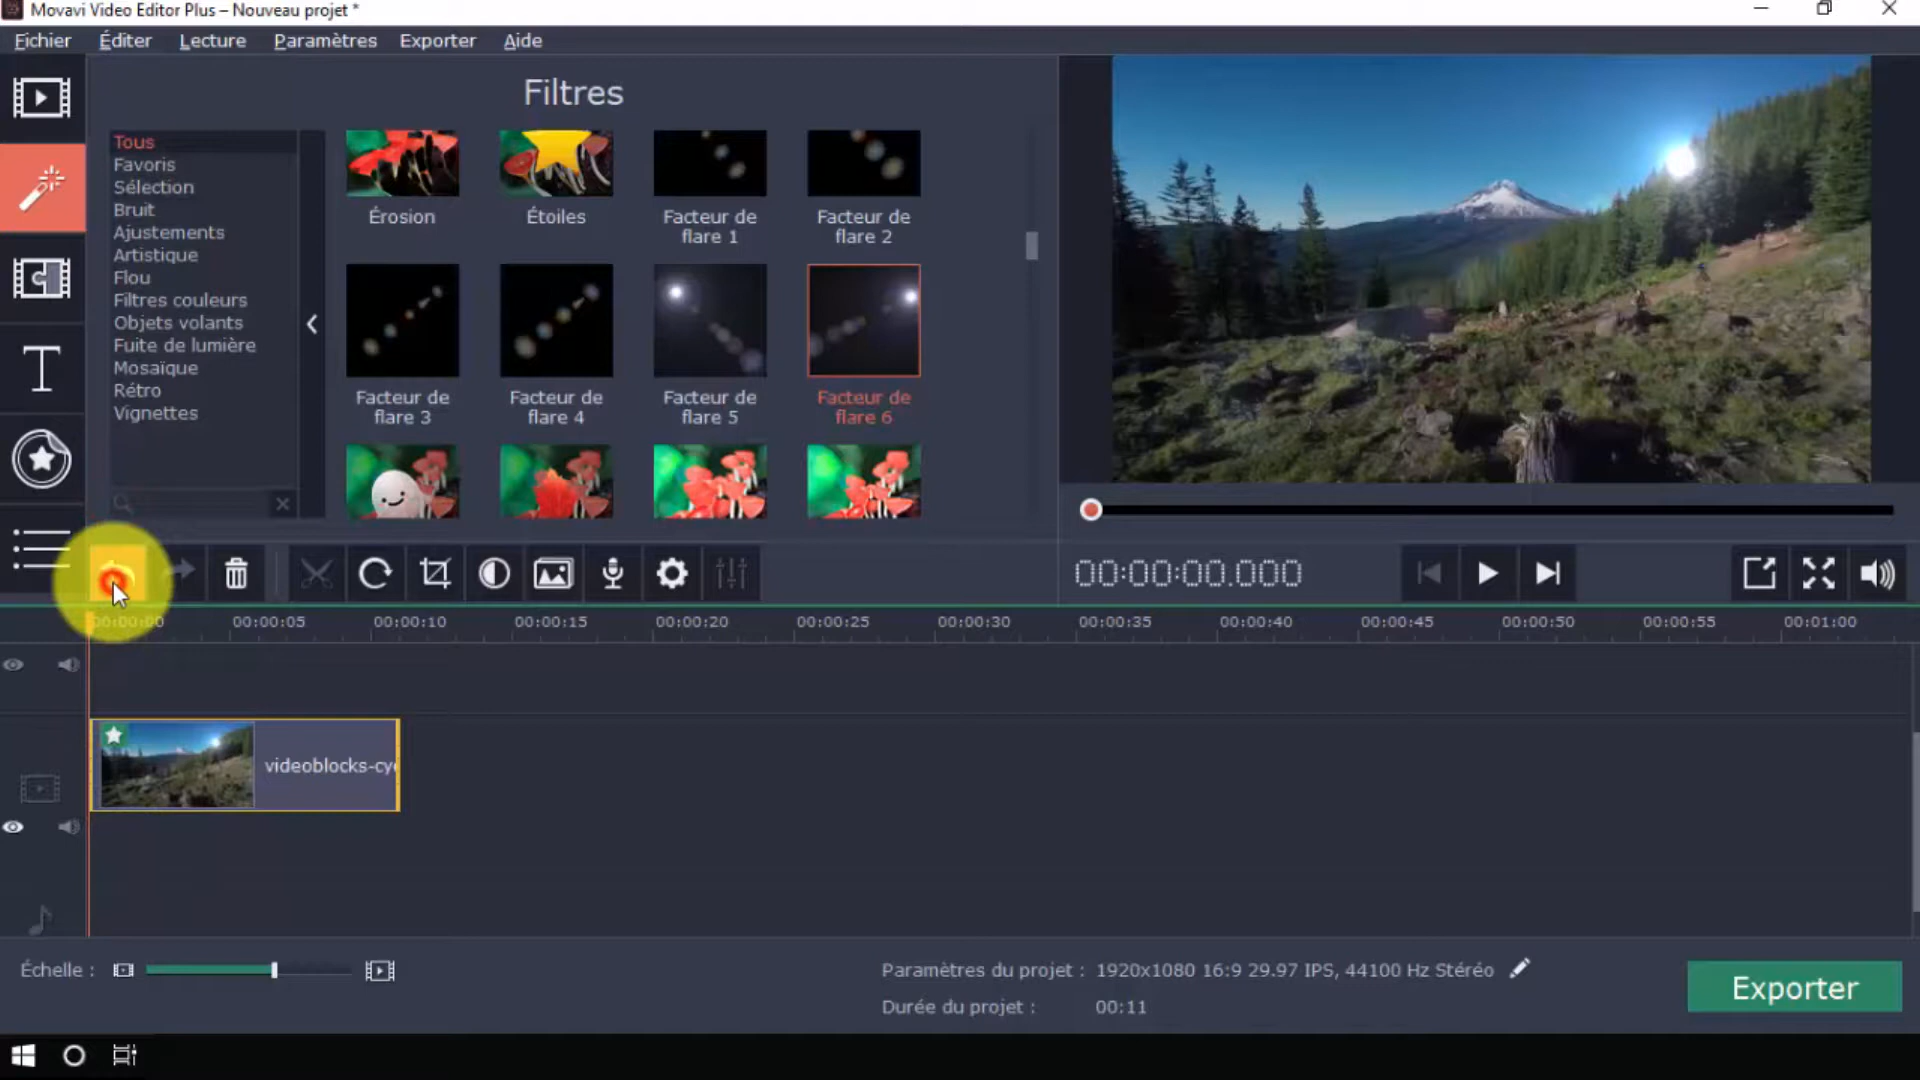 Movavi Video Editor Plus – Nouveau projet *
Fichier Éditer Lecture Paramètres Exporter Aide
Filtres
Tous
Favoris
Sélection
Bruit
Ajustements
Artistique
Flou
Filtres couleurs
Objets volants
Fuite de lumière
Mosaïque
Rétro
Vignettes
Érosion
Étoiles
Facteur de flare 1
Facteur de flare 2
Facteur de flare 3
Facteur de flare 4
Facteur de flare 5
Facteur de flare 6
00:00:00.000
00:00:00 00:00:05 00:00:10 00:00:15 00:00:20 00:00:25 00:00:30 00:00:35 00:00:40 00:00:45 00:00:50 00:00:55 00:01:00
videoblocks-cy
Échelle :
Paramètres du projet : 1920x1080 16:9 29.97 IPS, 44100 Hz Stéréo
Durée du projet : 00:11
Exporter